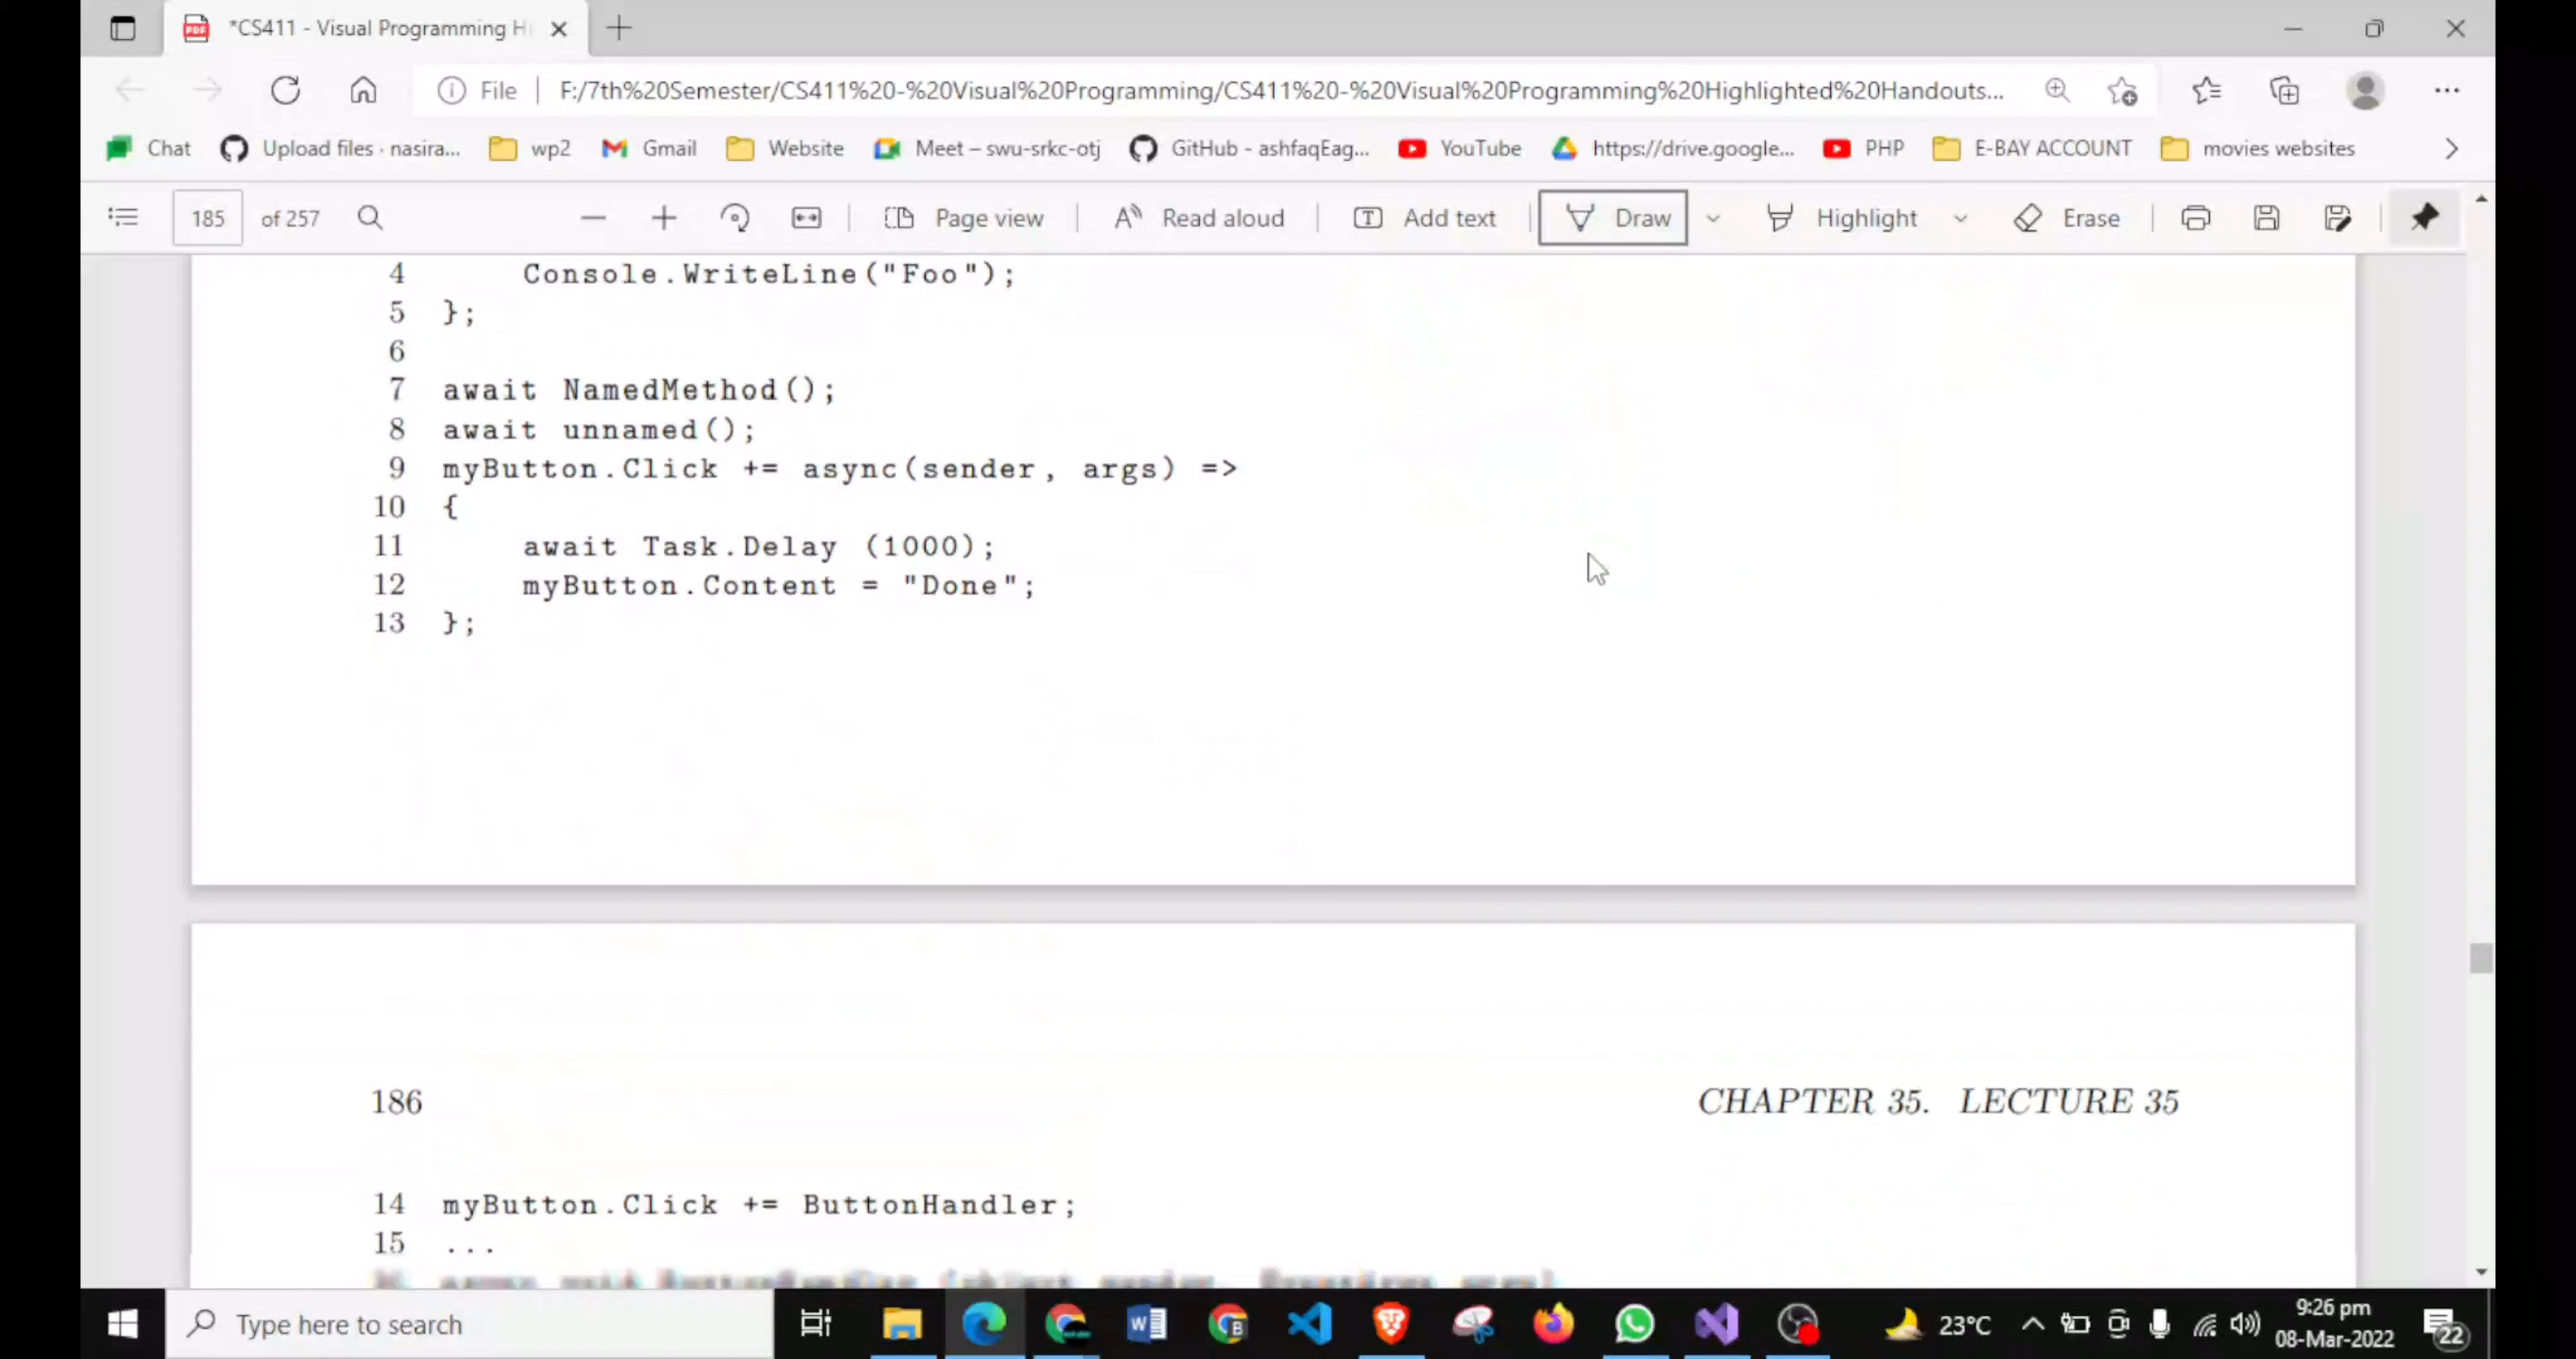 *CS411 - Visual Programming H
File F:/7th%20Semester/CS411%20-%20Visual%20Programming/CS411%20-%20Visual%20Programming%20Highlighted%20Handouts...
Chat Upload files · nasira... wp2 Gmail Website Meet – swu-srkc-otj GitHub - ashfaqEag... YouTube https://drive.google... PHP E-BAY ACCOUNT movies websites
185 of 257 Page view Read aloud Add text Draw Highlight Erase
4 Console.WriteLine("Foo");
5 };
6
7 await NamedMethod();
8 await unnamed();
9 myButton.Click += async(sender, args) =>
10 {
11 await Task.Delay (1000);
12 myButton.Content = "Done";
13 };
186 CHAPTER 35. LECTURE 35
14 myButton.Click += ButtonHandler;
15 ...
Type here to search 23°C 9:26 pm
08-Mar-2022 22